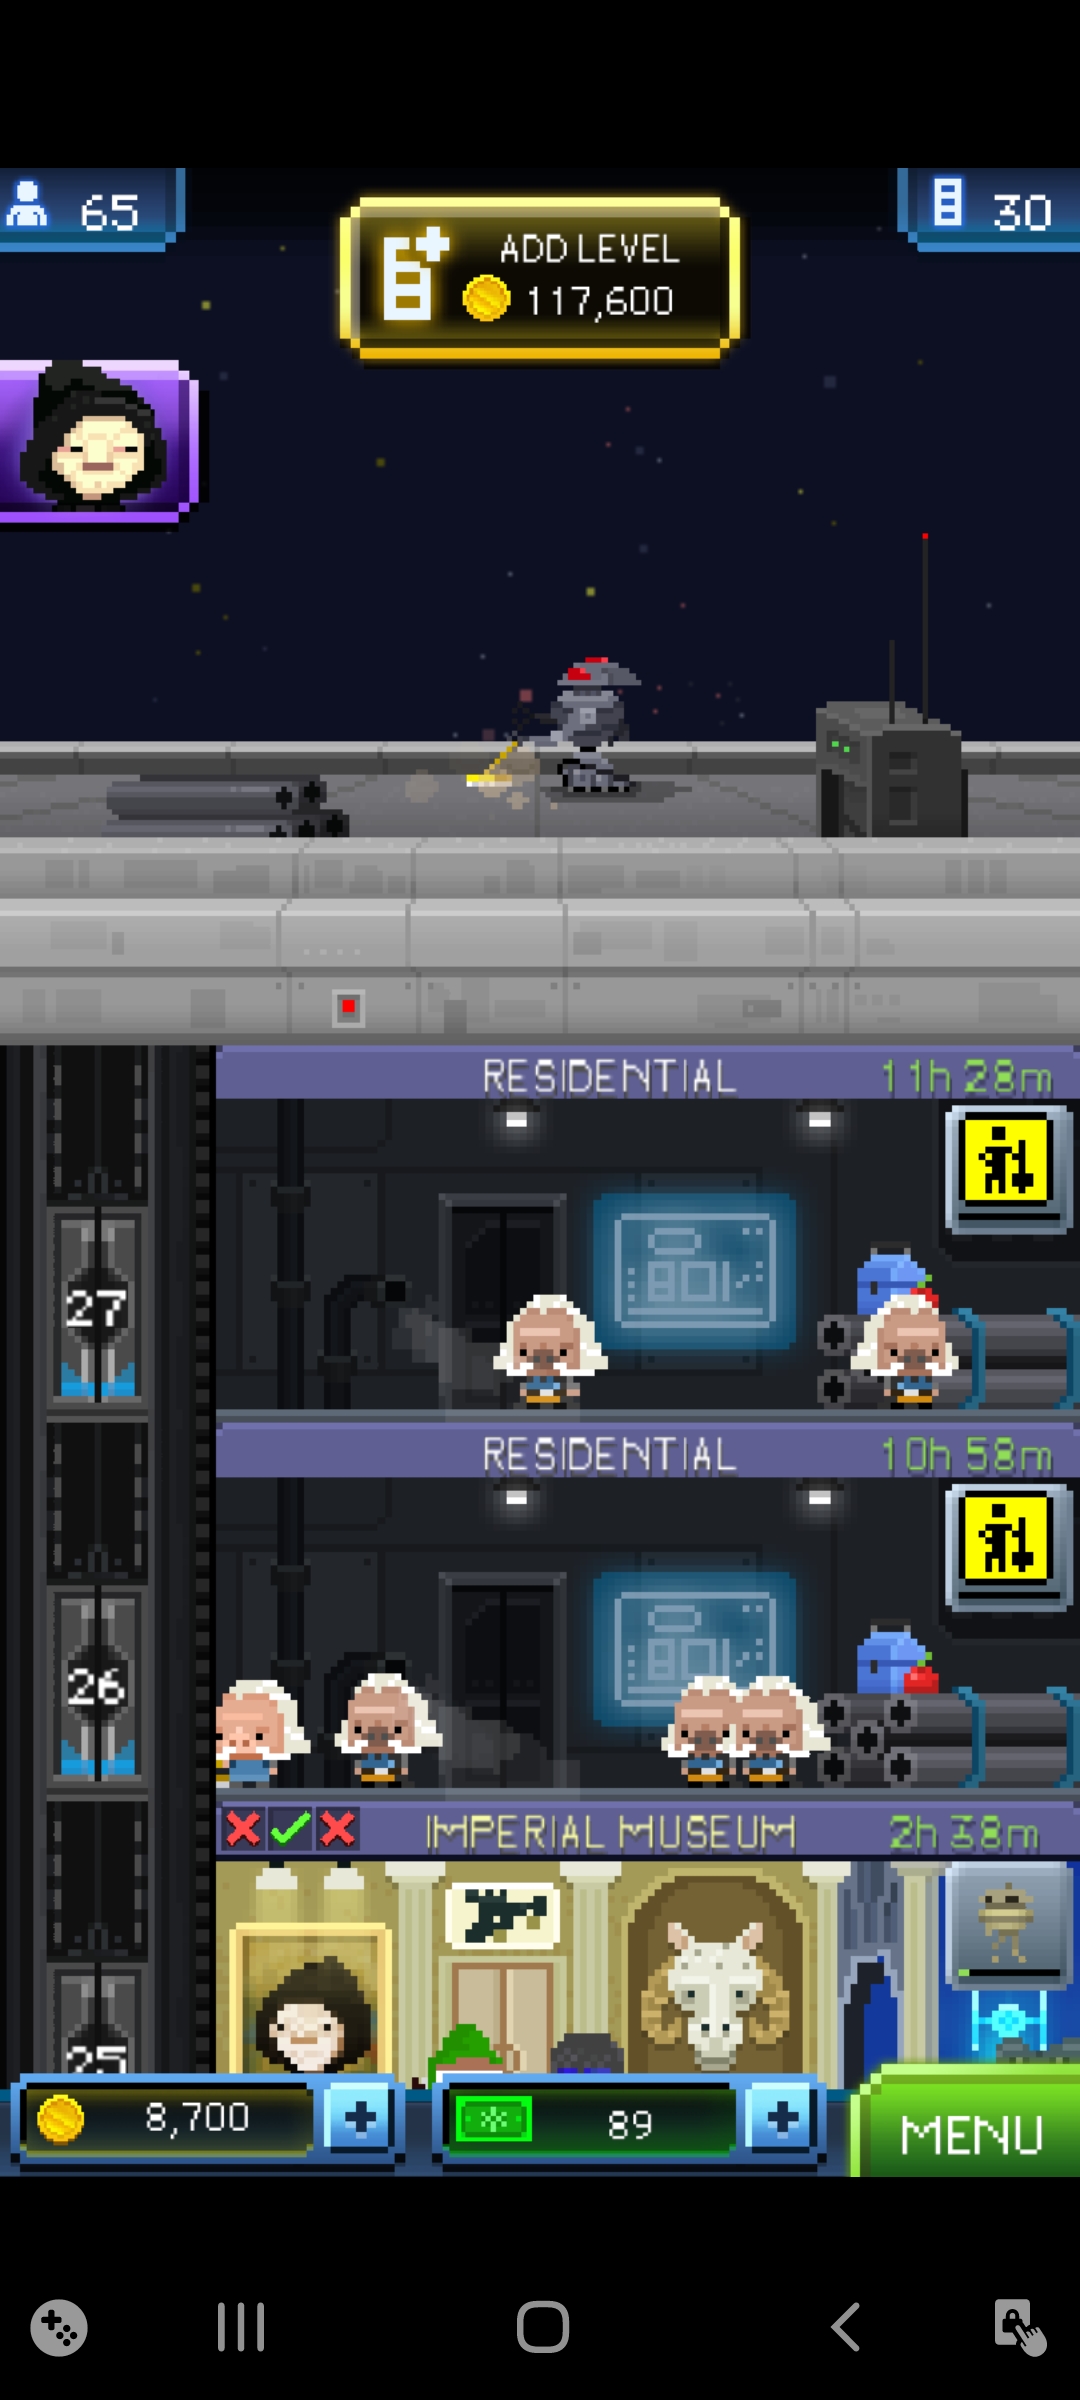 65
ADD LEVEL
117,600
30
RESIDENTIAL 11h 28m
27
RESIDENTIAL 10h 58m
26
IMPERIAL MUSEUM 2h 38m
25
8,700
89
MENU